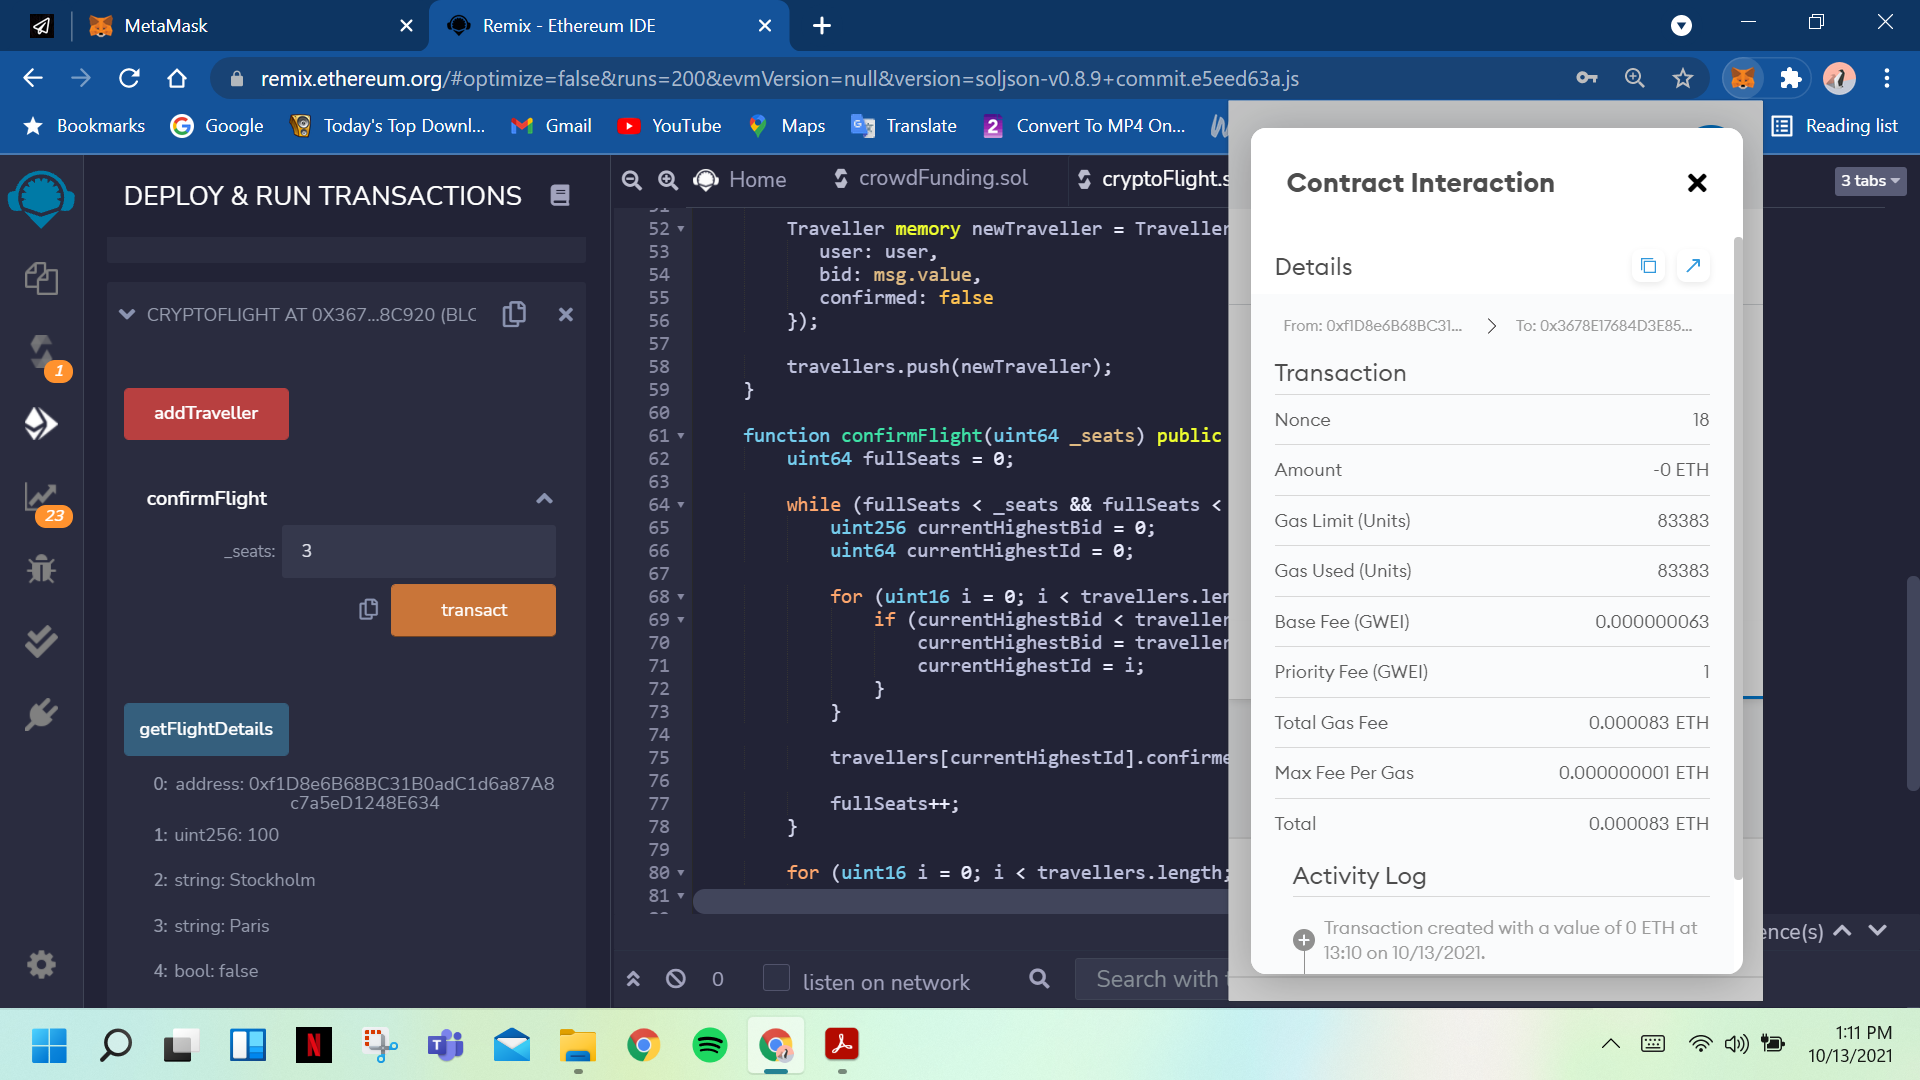 MetaMask
Remix - Ethereum IDE
remix.ethereum.org/#optimize=false&runs=200&evmVersion=null&version=soljson-v0.8.9+commit.e5eed63a.js
Bookmarks
Google
Today's Top Downl...
Gmail
YouTube
Maps
Translate
2 Convert To MP4 On...
Reading list
DEPLOY & RUN TRANSACTIONS
CRYPTOFLIGHT AT 0X367...8C920 (BLC
1
23
addTraveller
confirmFlight
_seats:
3
transact
getFlightDetails
0: address: 0xf1D8e6B68BC31B0adC1d6a87A8
c7a5eD1248E634
1: uint256: 100
2: string: Stockholm
3: string: Paris
4: bool: false
Home
crowdFunding.sol
cryptoFlight.s
3 tabs
52 Traveller memory newTraveller = Traveller
53 user: user,
54 bid: msg.value,
55 confirmed: false
56 });
57
58 travellers.push(newTraveller);
59 }
60
61 function confirmFlight(uint64 _seats) public
62 uint64 fullSeats = 0;
63
64 while (fullSeats < _seats && fullSeats <
65 uint256 currentHighestBid = 0;
66 uint64 currentHighestId = 0;
67
68 for (uint16 i = 0; i < travellers.len
69 if (currentHighestBid < traveller
70 currentHighestBid = traveller
71 currentHighestId = i;
72 }
73 }
74
75 travellers[currentHighestId].confirme
76
77 fullSeats++;
78 }
79
80 for (uint16 i = 0; i < travellers.length;
81
0
listen on network
Search with t
ence(s)
Contract Interaction
Details
From: 0xf1D8e6B68BC31...
To: 0x3678E17684D3E85...
Transaction
Nonce 18
Amount -0 ETH
Gas Limit (Units) 83383
Gas Used (Units) 83383
Base Fee (GWEI) 0.000000063
Priority Fee (GWEI) 1
Total Gas Fee 0.000083 ETH
Max Fee Per Gas 0.000000001 ETH
Total 0.000083 ETH
Activity Log
Transaction created with a value of 0 ETH at
13:10 on 10/13/2021.
1:11 PM
10/13/2021